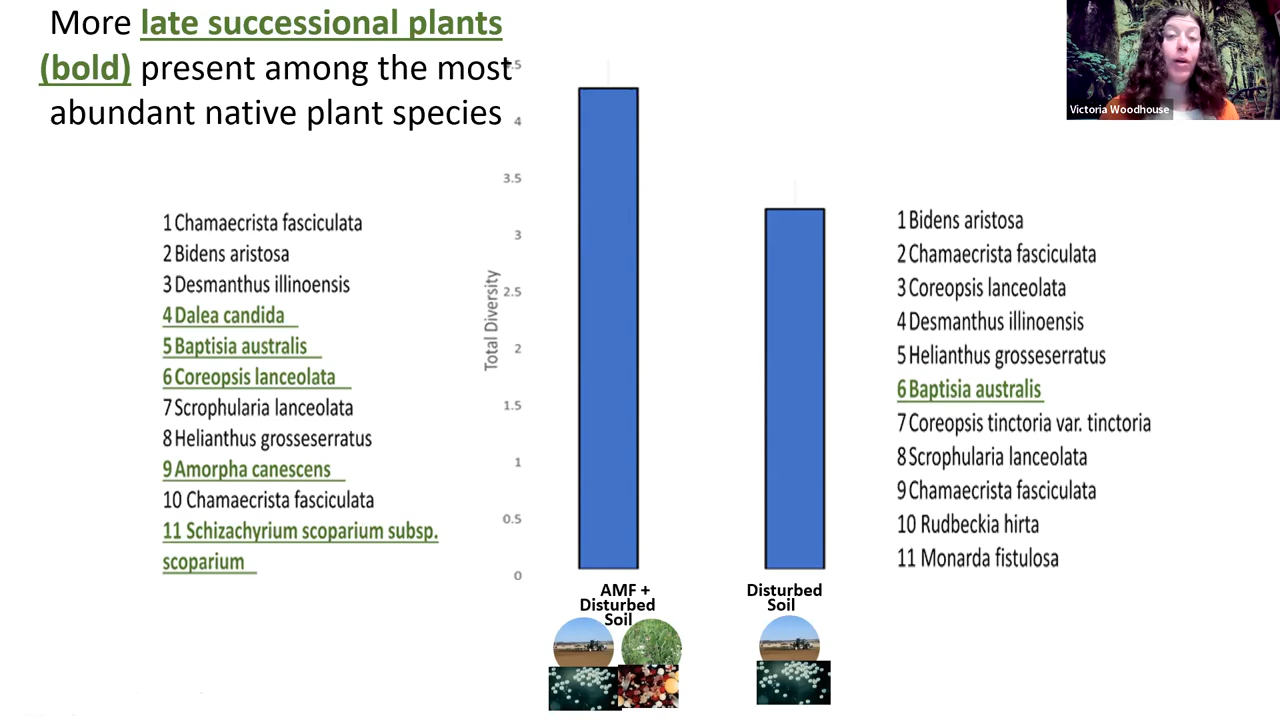 More late successional plants
(bold) present among the most
abundant native plant species
Victoria Woodhouse
1 Chamaecrista fasciculata
2 Bidens aristosa
3 Desmanthus illinoensis
4 Dalea candida
5 Baptisia australis
6 Coreopsis lanceolata
7 Scrophularia lanceolata
8 Helianthus grosseserratus
9 Amorpha canescens
10 Chamaecrista fasciculata
11 Schizachyrium scoparium subsp.
scoparium
Total Diversity
.5
4
3.5
3
2.5
2
1.5
1
0.5
0
AMF +
Disturbed
Soil
Disturbed
Soil
1 Bidens aristosa
2 Chamaecrista fasciculata
3 Coreopsis lanceolata
4 Desmanthus illinoensis
5 Helianthus grosseserratus
6 Baptisia australis
7 Coreopsis tinctoria var. tinctoria
8 Scrophularia lanceolata
9 Chamaecrista fasciculata
10 Rudbeckia hirta
11 Monarda fistulosa